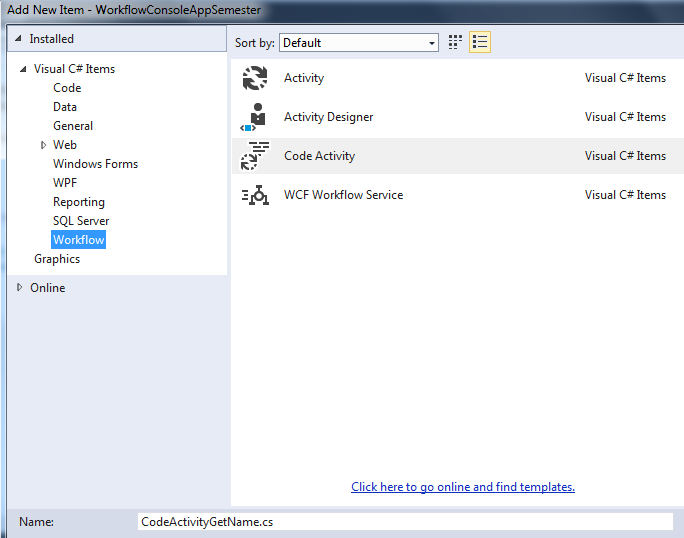 Add New Item - WorkflowConsoleAppSemester
Installed
Sort by: Default
Visual C# Items
Code
Data
General
Web
Windows Forms
WPF
Reporting
SQL Server
Workflow
Graphics
Online
Activity Visual C# Items
Activity Designer Visual C# Items
Code Activity Visual C# Items
WCF Workflow Service Visual C# Items
Click here to go online and find templates.
Name: CodeActivityGetName.cs